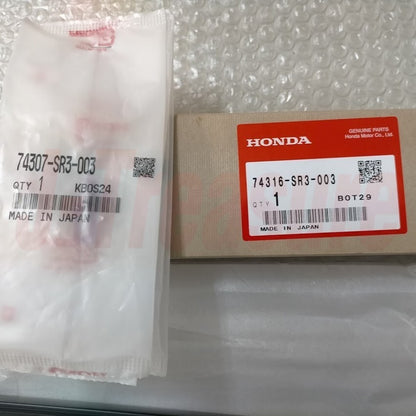 74307-SR3-003
QTY 1 KBOS24
MADE IN JAPAN
HONDA
GENUINE PARTS
Honda Motor Co., Ltd.
74316-SR3-003
QTY 1 BOT29
MADE IN JAPAN